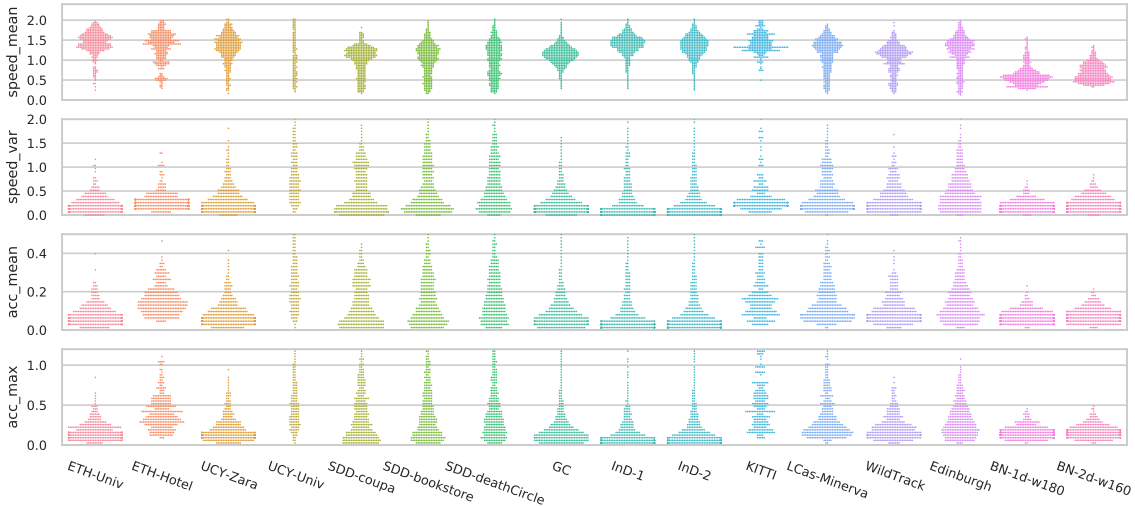 speed_mean
2.0
1.5
1.0
0.5
0.0
speed_var
2.0
1.5
1.0
0.5
0.0
acc_mean
0.4
0.2
0.0
acc_max
1.0
0.5
0.0
ETH-Univ
ETH-Hotel
UCY-Zara
UCY-Univ
SDD-coupa
SDD-bookstore
SDD-deathCircle
GC
InD-1
InD-2
KITTI
LCas-Minerva
WildTrack
Edinburgh
BN-1d-w180
BN-2d-w160